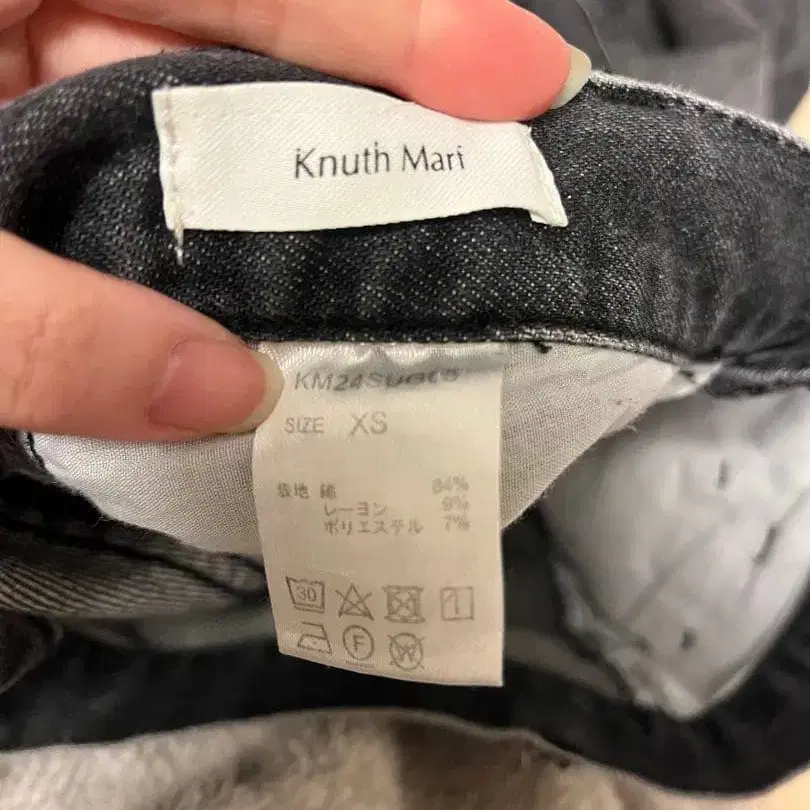 Knuth Marf
SIZE XS
表地 綿 84%
レーヨン 9%
ポリエステル 7%
30
F
W